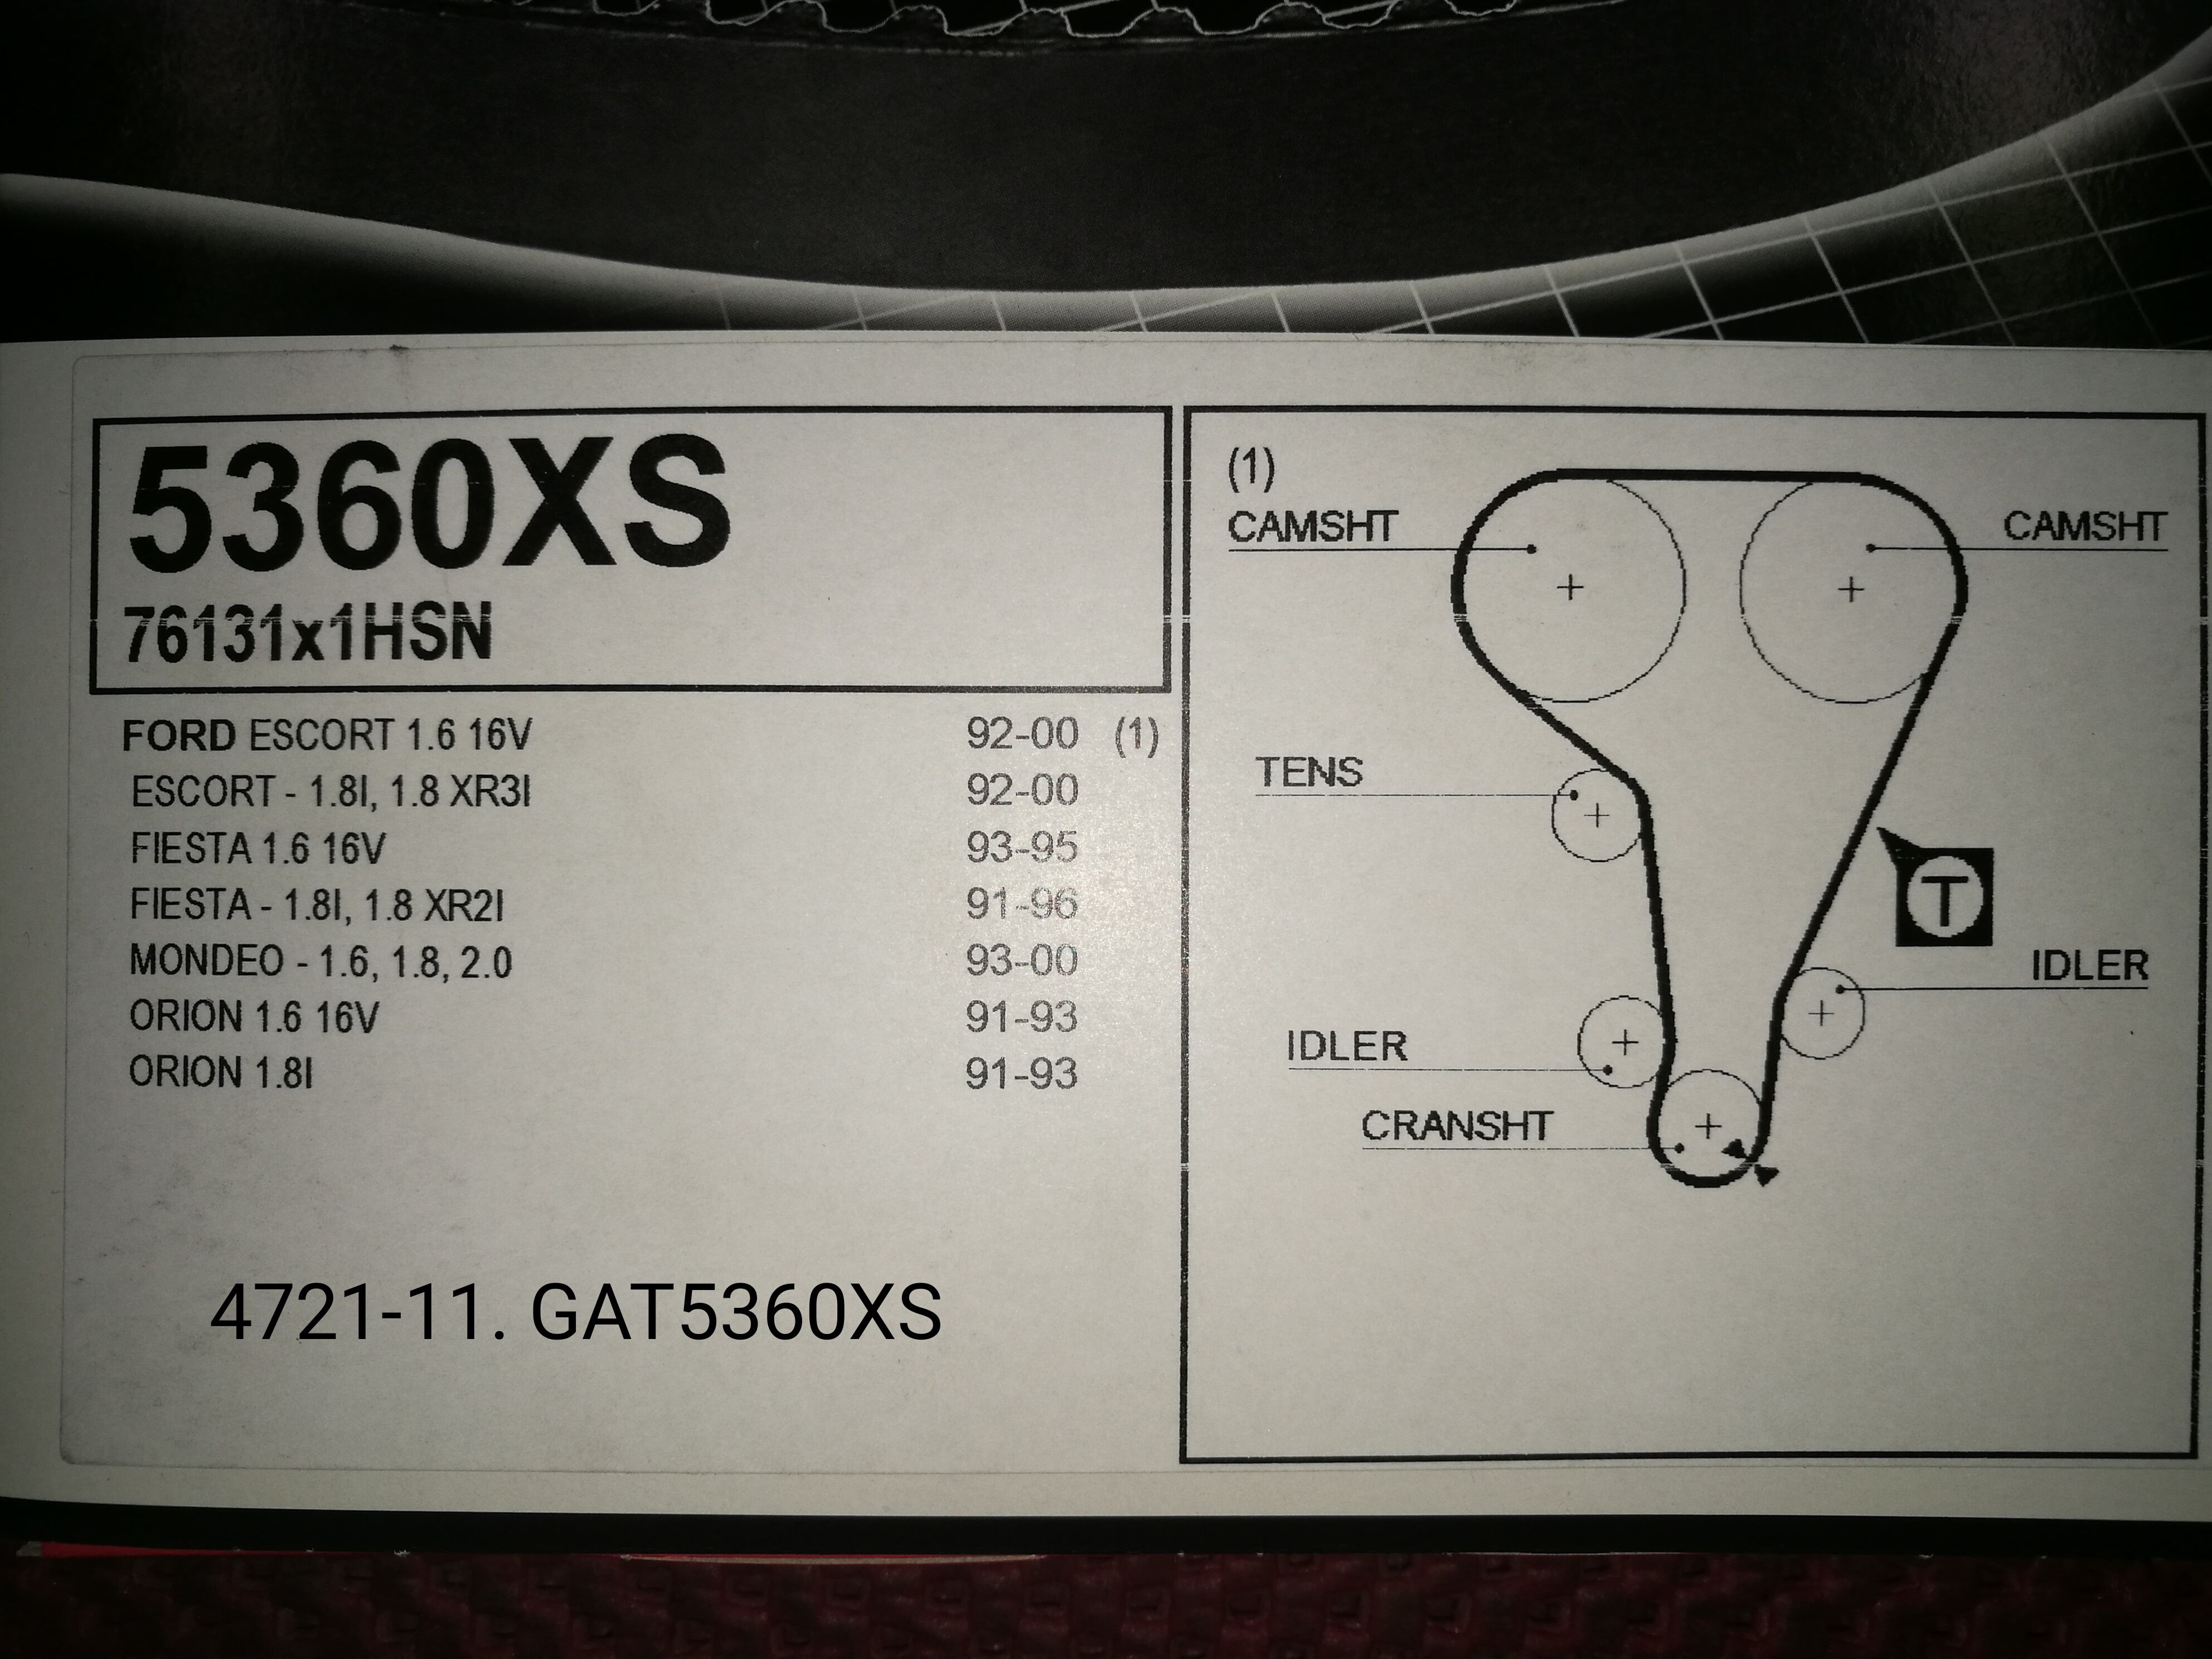 5360XS
76131x1HSN
FORD ESCORT 1.6 16V 92-00 (1)
ESCORT - 1.8I, 1.8 XR3I 92-00
FIESTA 1.6 16V 93-95
FIESTA - 1.8I, 1.8 XR2I 91-96
MONDEO - 1.6, 1.8, 2.0 93-00
ORION 1.6 16V 91-93
ORION 1.8I 91-93
4721-11. GAT5360XS
(1)
CAMSHT CAMSHT
TENS
T
IDLER
IDLER
CRANSHT